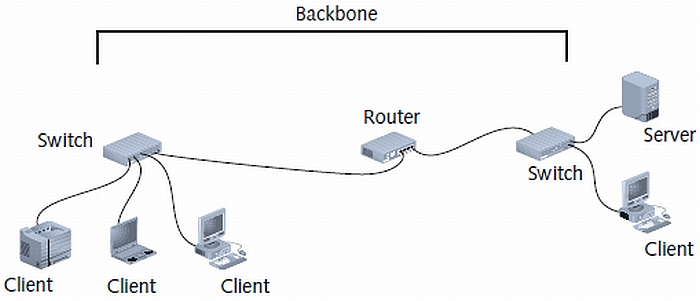 Backbone
Router
Switch
Server
Switch
Client
Client
Client
Client